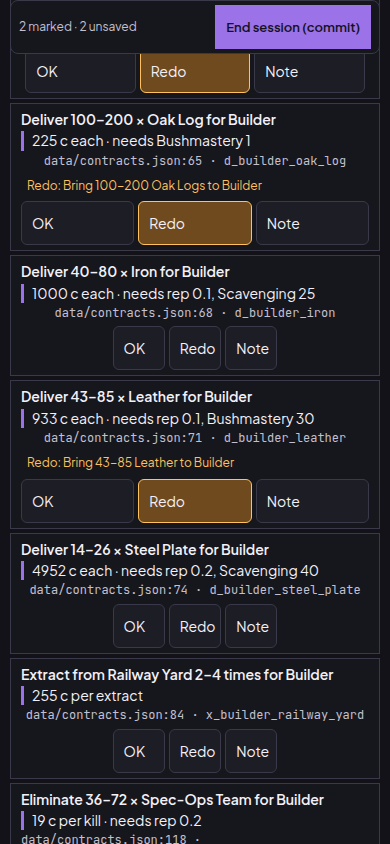 2 marked · 2 unsaved
End session (commit)
OK
Redo
Note
Deliver 100–200 × Oak Log for Builder
225 c each · needs Bushmastery 1
data/contracts.json:65 · d_builder_oak_log
Redo: Bring 100–200 Oak Logs to Builder
OK
Redo
Note
Deliver 40–80 × Iron for Builder
1000 c each · needs rep 0.1, Scavenging 25
data/contracts.json:68 · d_builder_iron
OK
Redo
Note
Deliver 43–85 × Leather for Builder
933 c each · needs rep 0.1, Bushmastery 30
data/contracts.json:71 · d_builder_leather
Redo: Bring 43–85 Leather to Builder
OK
Redo
Note
Deliver 14–26 × Steel Plate for Builder
4952 c each · needs rep 0.2, Scavenging 40
data/contracts.json:74 · d_builder_steel_plate
OK
Redo
Note
Extract from Railway Yard 2–4 times for Builder
255 c per extract
data/contracts.json:84 · x_builder_railway_yard
OK
Redo
Note
Eliminate 36–72 × Spec-Ops Team for Builder
19 c per kill · needs rep 0.2
data/contracts.json:118 ·